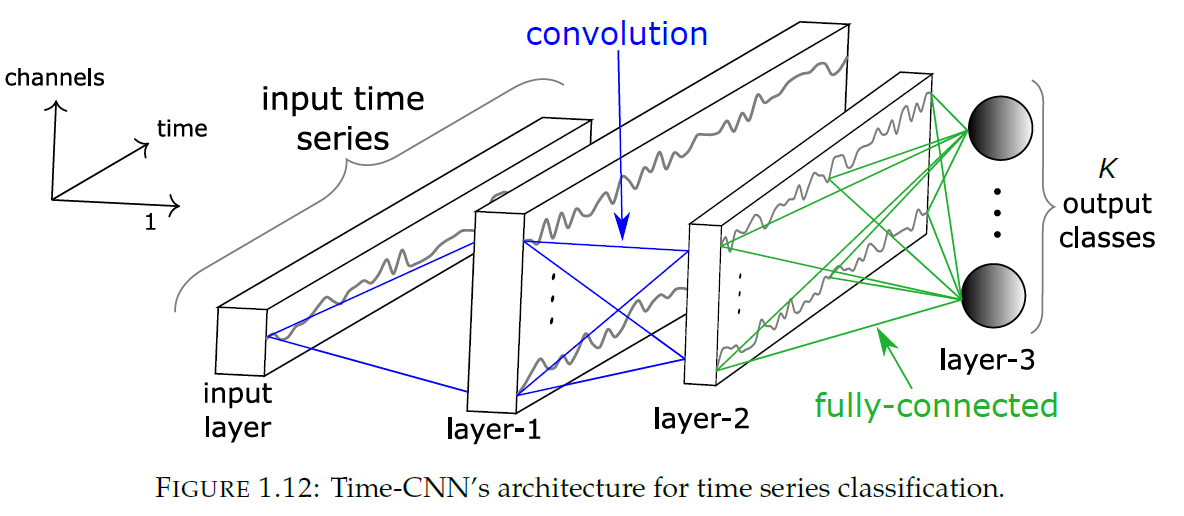 convolution
channels
time
1
input time
series
K
output
classes
input
layer
layer-1
layer-2
layer-3
fully-connected
FIGURE 1.12: Time-CNN's architecture for time series classification.